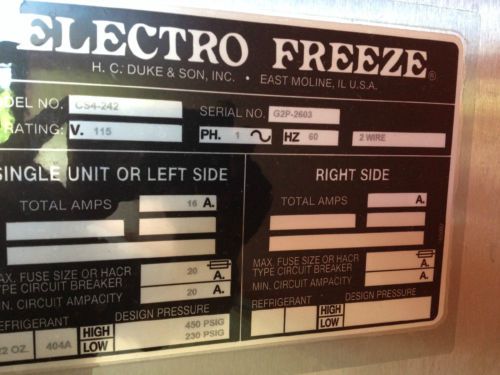 ELECTRO FREEZE®
H. C. DUKE & SON, INC. • EAST MOLINE, IL U.S.A.
DEL NO. CS4-242 SERIAL NO. G2P-2603
RATING: V. 115 PH. 1 HZ 60 2 WIRE
SINGLE UNIT OR LEFT SIDE RIGHT SIDE
TOTAL AMPS 16 A. TOTAL AMPS A.
MAX. FUSE SIZE OR HACR MAX. FUSE SIZE OR HACR
TYPE CIRCUIT BREAKER 20 A. TYPE CIRCUIT BREAKER A.
MIN. CIRCUIT AMPACITY 20 A. MIN. CIRCUIT AMPACITY A.
REFRIGERANT DESIGN PRESSURE REFRIGERANT DESIGN PRESSURE
22 OZ. 404A HIGH 450 PSIG HIGH
LOW 230 PSIG LOW